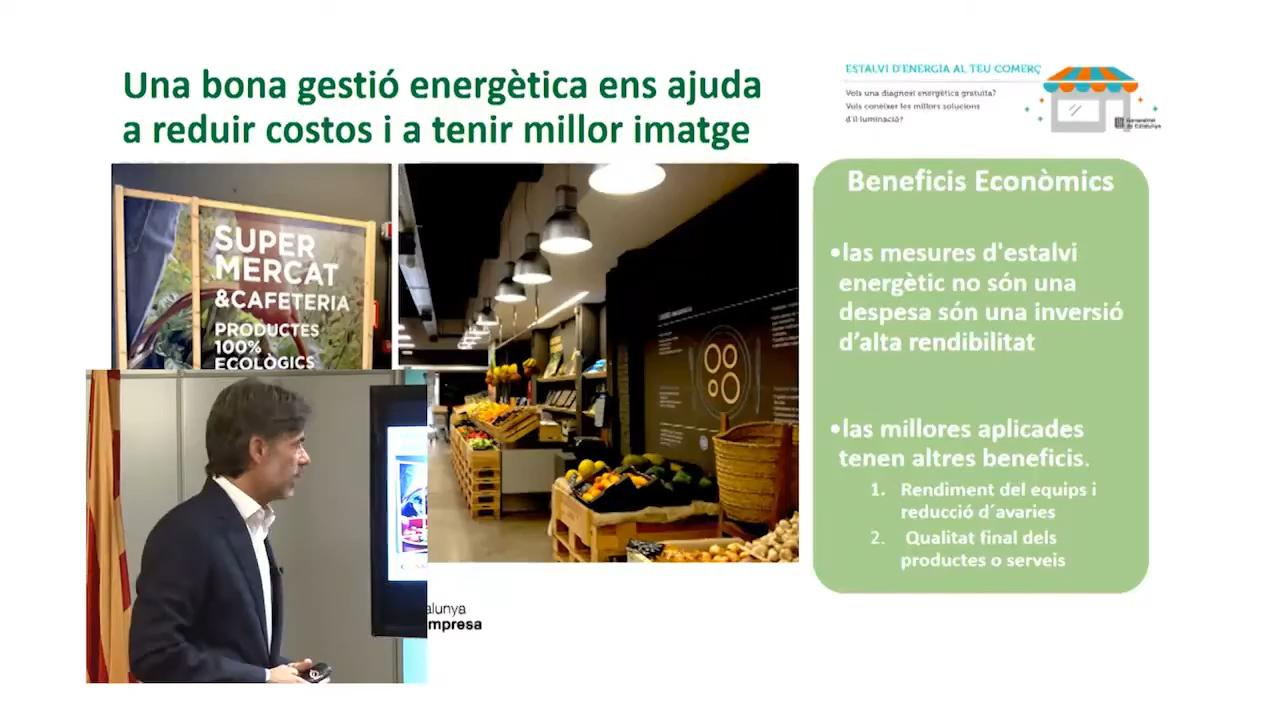 Una bona gestió energètica ens ajuda
a reduir costos i a tenir millor imatge
ESTALVI D'ENERGIA AL TEU COMERÇ
Vols una diagnosi energètica gratuïta?
Vols conèixer les millors solucions
d'il·luminació?
Generalitat
de Catalunya
SUPER
MERCAT
&CAFETERIA
PRODUCTES
100%
ECOLÒGICS
Beneficis Econòmics
•las mesures d'estalvi
energètic no són una
despesa són una inversió
d’alta rendibilitat
•las millores aplicades
tenen altres beneficis.
1. Rendiment del equips i
reducció d´avaries
2. Qualitat final dels
productes o serveis
alunya
mpresa